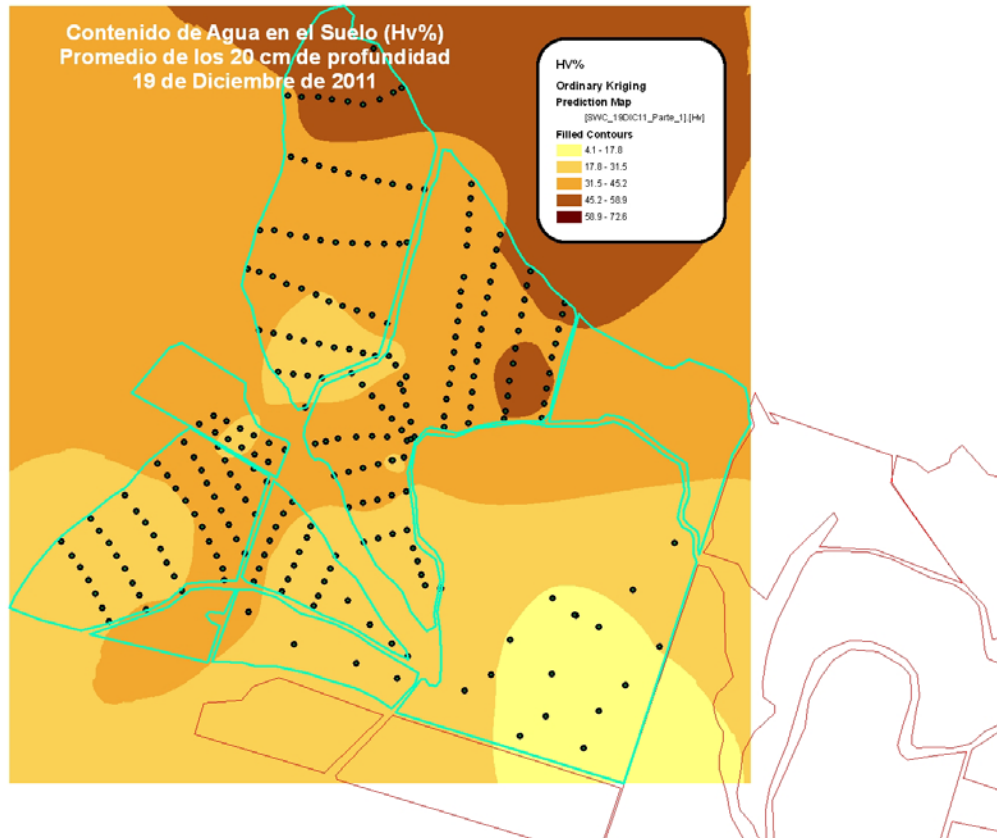 Contenido de Agua en el Suelo (Hv%)
Promedio de los 20 cm de profundidad
19 de Diciembre de 2011
HV%
Ordinary Kriging
Prediction Map
[SWC_19DIC11_Parte_1].[Hv]
Filled Contours
4.1 - 17.8
17.8 - 31.5
31.5 - 45.2
45.2 - 58.9
58.9 - 72.6